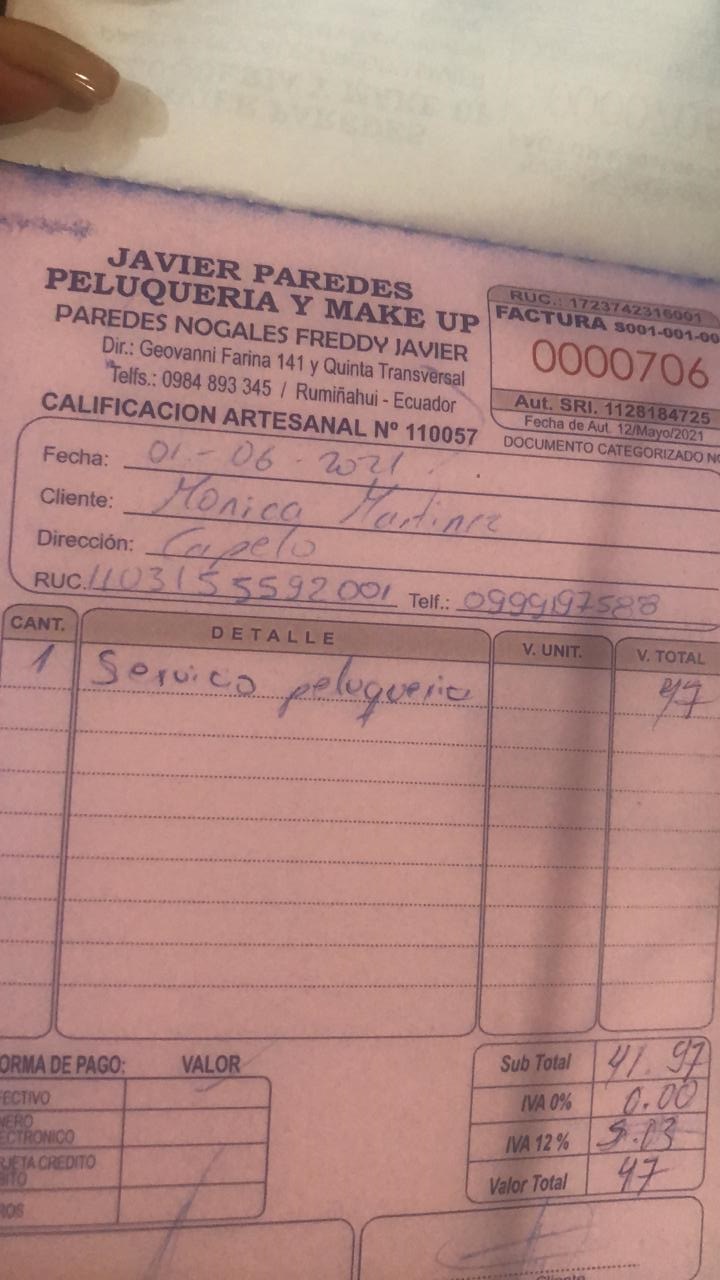 JAVIER PAREDES
PELUQUERIA Y MAKE UP
PAREDES NOGALES FREDDY JAVIER
Dir.: Geovanni Farina 141 y Quinta Transversal
Telfs.: 0984 893 345 / Rumiñahui - Ecuador
CALIFICACION ARTESANAL Nº 110057
RUC.: 1723742316001
FACTURA S001-001-00
0000706
Aut. SRI. 1128184725
Fecha de Aut. 12/Mayo/2021
DOCUMENTO CATEGORIZADO NO
Fecha: 01-06-2021
Cliente: Monica Martinez
Dirección: Capelo
RUC. 1103155592001 Telf.: 0999197588
CANT. DETALLE V. UNIT. V. TOTAL
1 Servico peluqueria 47
ORMA DE PAGO: VALOR
ECTIVO
NERO
ECTRONICO
RJETA CREDITO
BITO
ROS
Sub Total 41.97
IVA 0% 0.00
IVA 12% 5.03
Valor Total 47